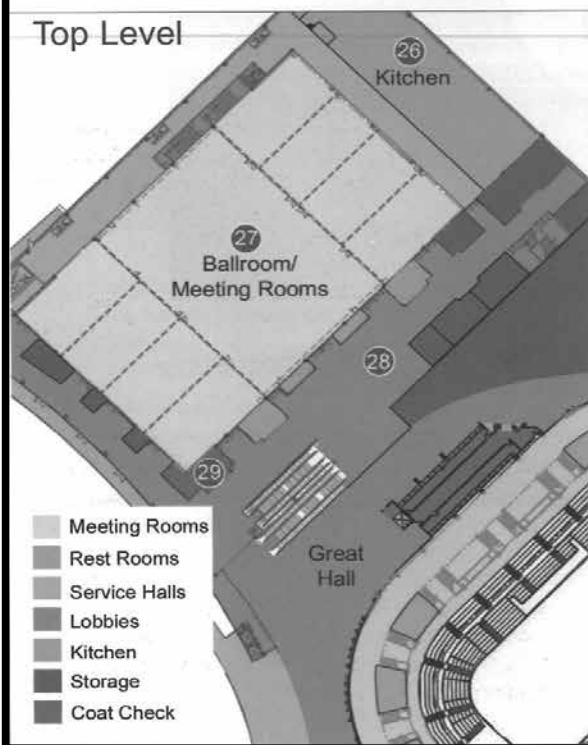 Top Level
26
Kitchen
27
Ballroom/
Meeting Rooms
28
29
Great
Hall
Meeting Rooms
Rest Rooms
Service Halls
Lobbies
Kitchen
Storage
Coat Check